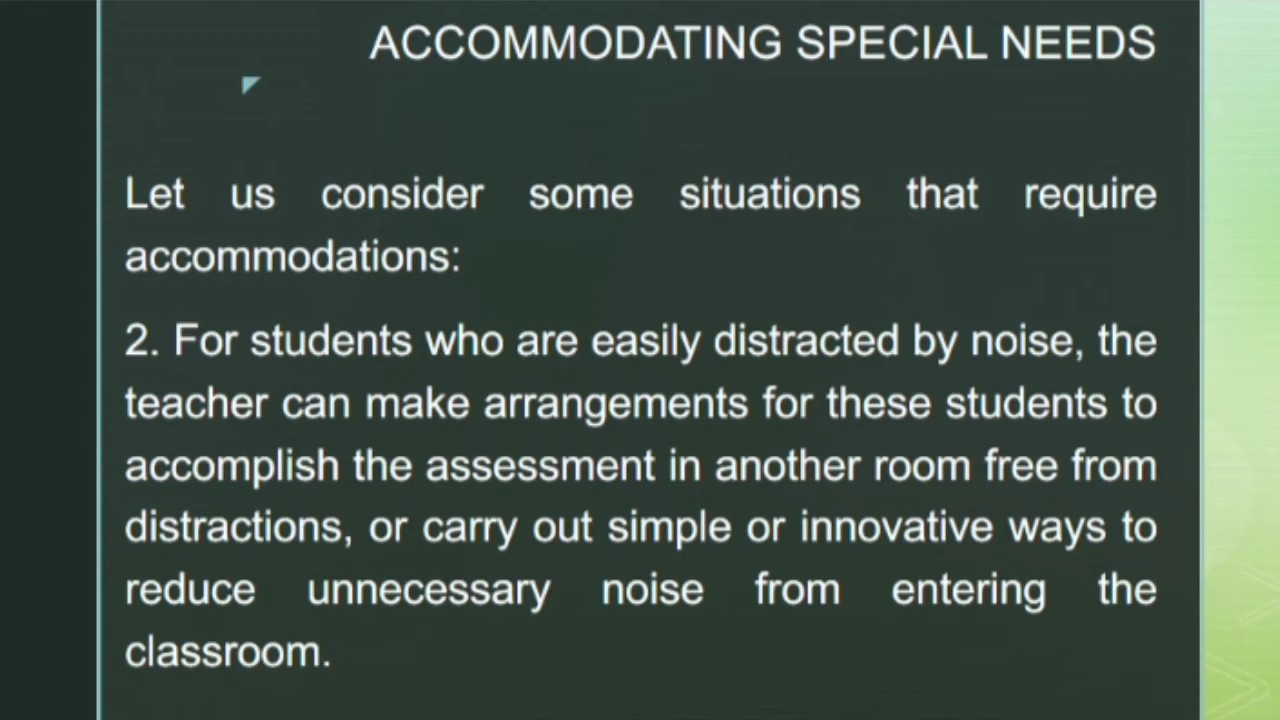 ACCOMMODATING SPECIAL NEEDS
Let us consider some situations that require
accommodations:
2. For students who are easily distracted by noise, the
teacher can make arrangements for these students to
accomplish the assessment in another room free from
distractions, or carry out simple or innovative ways to
reduce unnecessary noise from entering the
classroom.